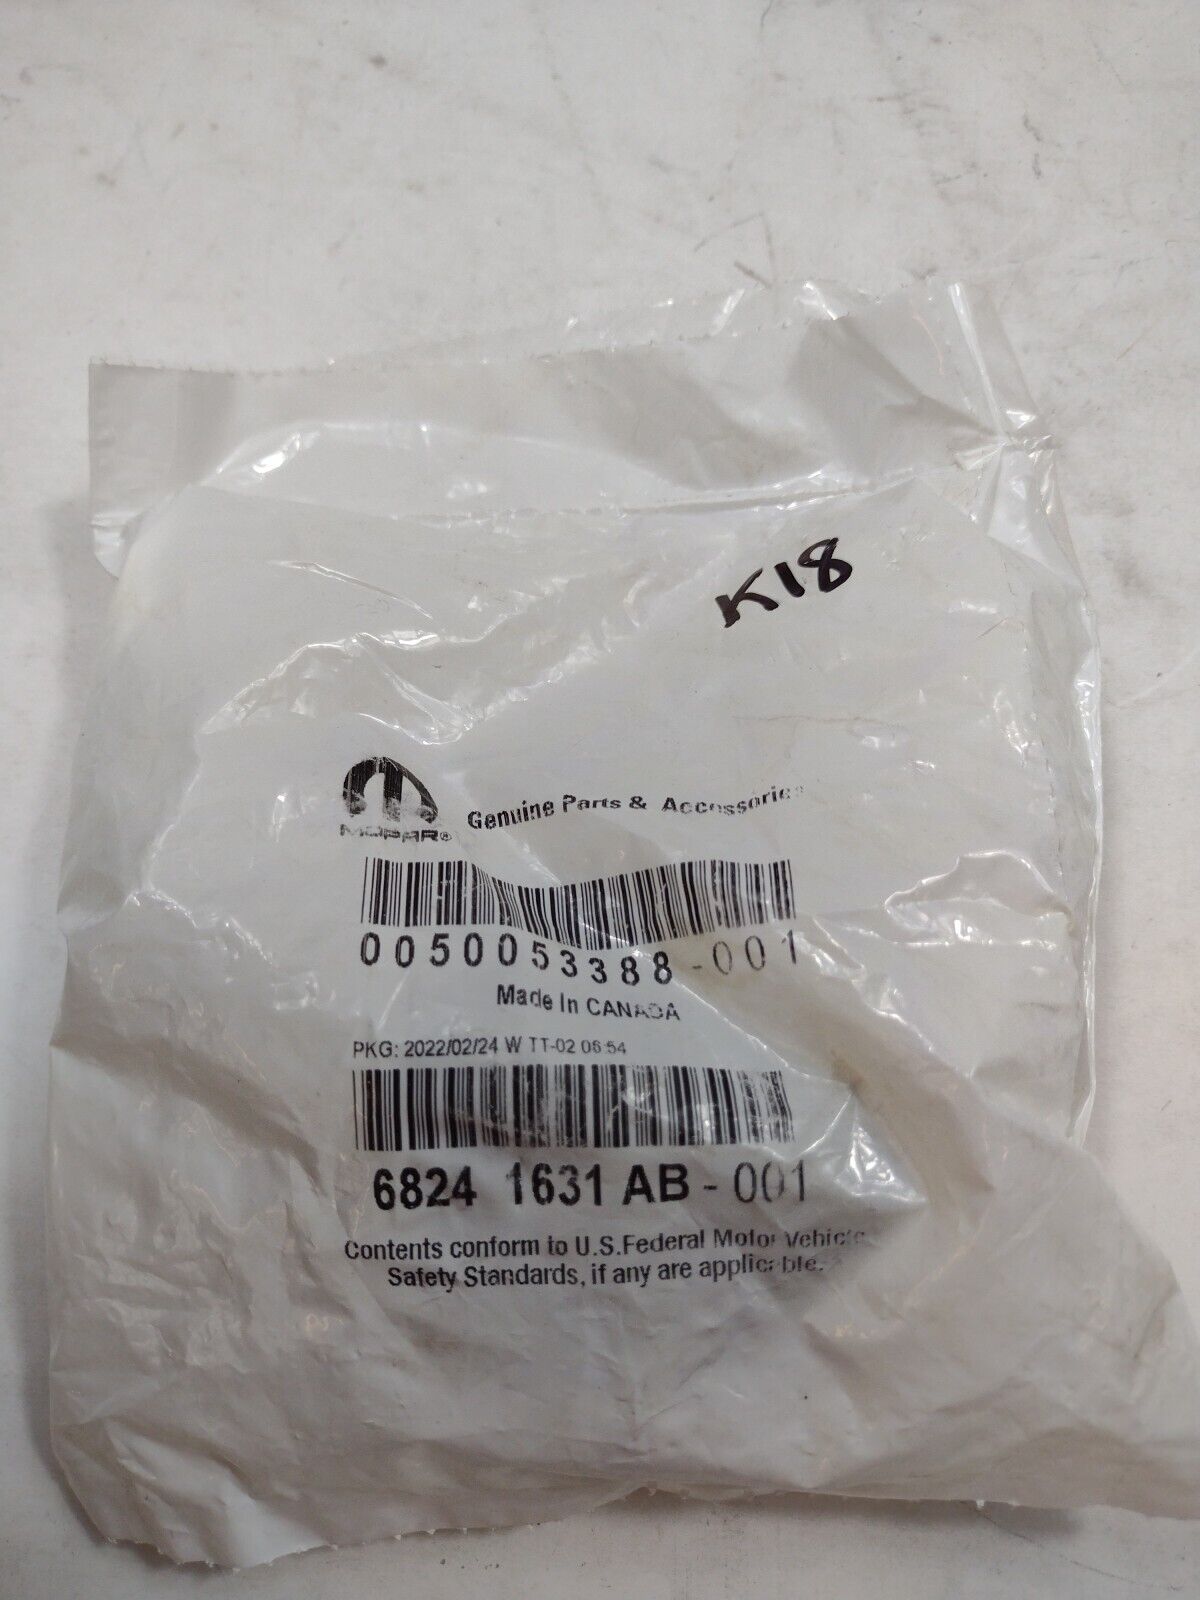 K18
MOPAR® Genuine Parts & Accessories
0050053388-001
Made In CANADA
PKG: 2022/02/24 W TT-02 06:54
6824 1631 AB - 001
Contents conform to U.S.Federal Motor Vehicle
Safety Standards, if any are applicable.